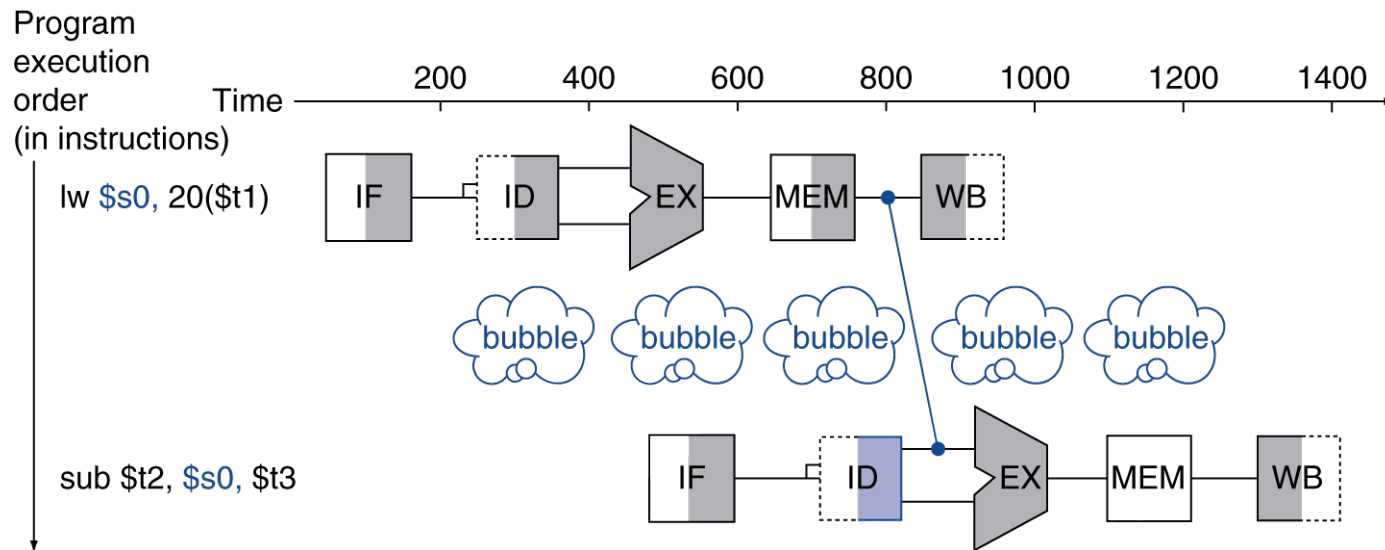 Program
execution
order
(in instructions)
Time
200 400 600 800 1000 1200 1400
lw $s0, 20($t1)
IF ID EX MEM WB
bubble bubble bubble bubble bubble
sub $t2, $s0, $t3
IF ID EX MEM WB